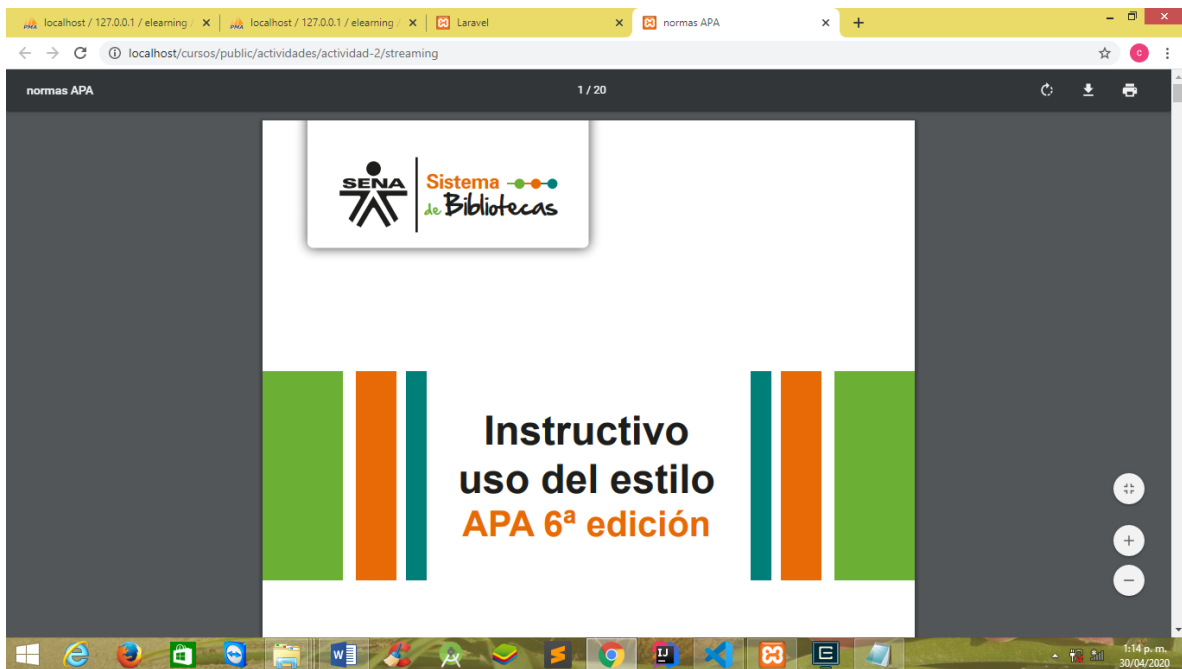 localhost / 127.0.0.1 / elearning /
localhost / 127.0.0.1 / elearning /
Laravel
normas APA
localhost/cursos/public/actividades/actividad-2/streaming
C
normas APA
1 / 20
SENA
Sistema
de Bibliotecas
Instructivo
uso del estilo
APA 6ª edición
1:14 p. m.
30/04/2020